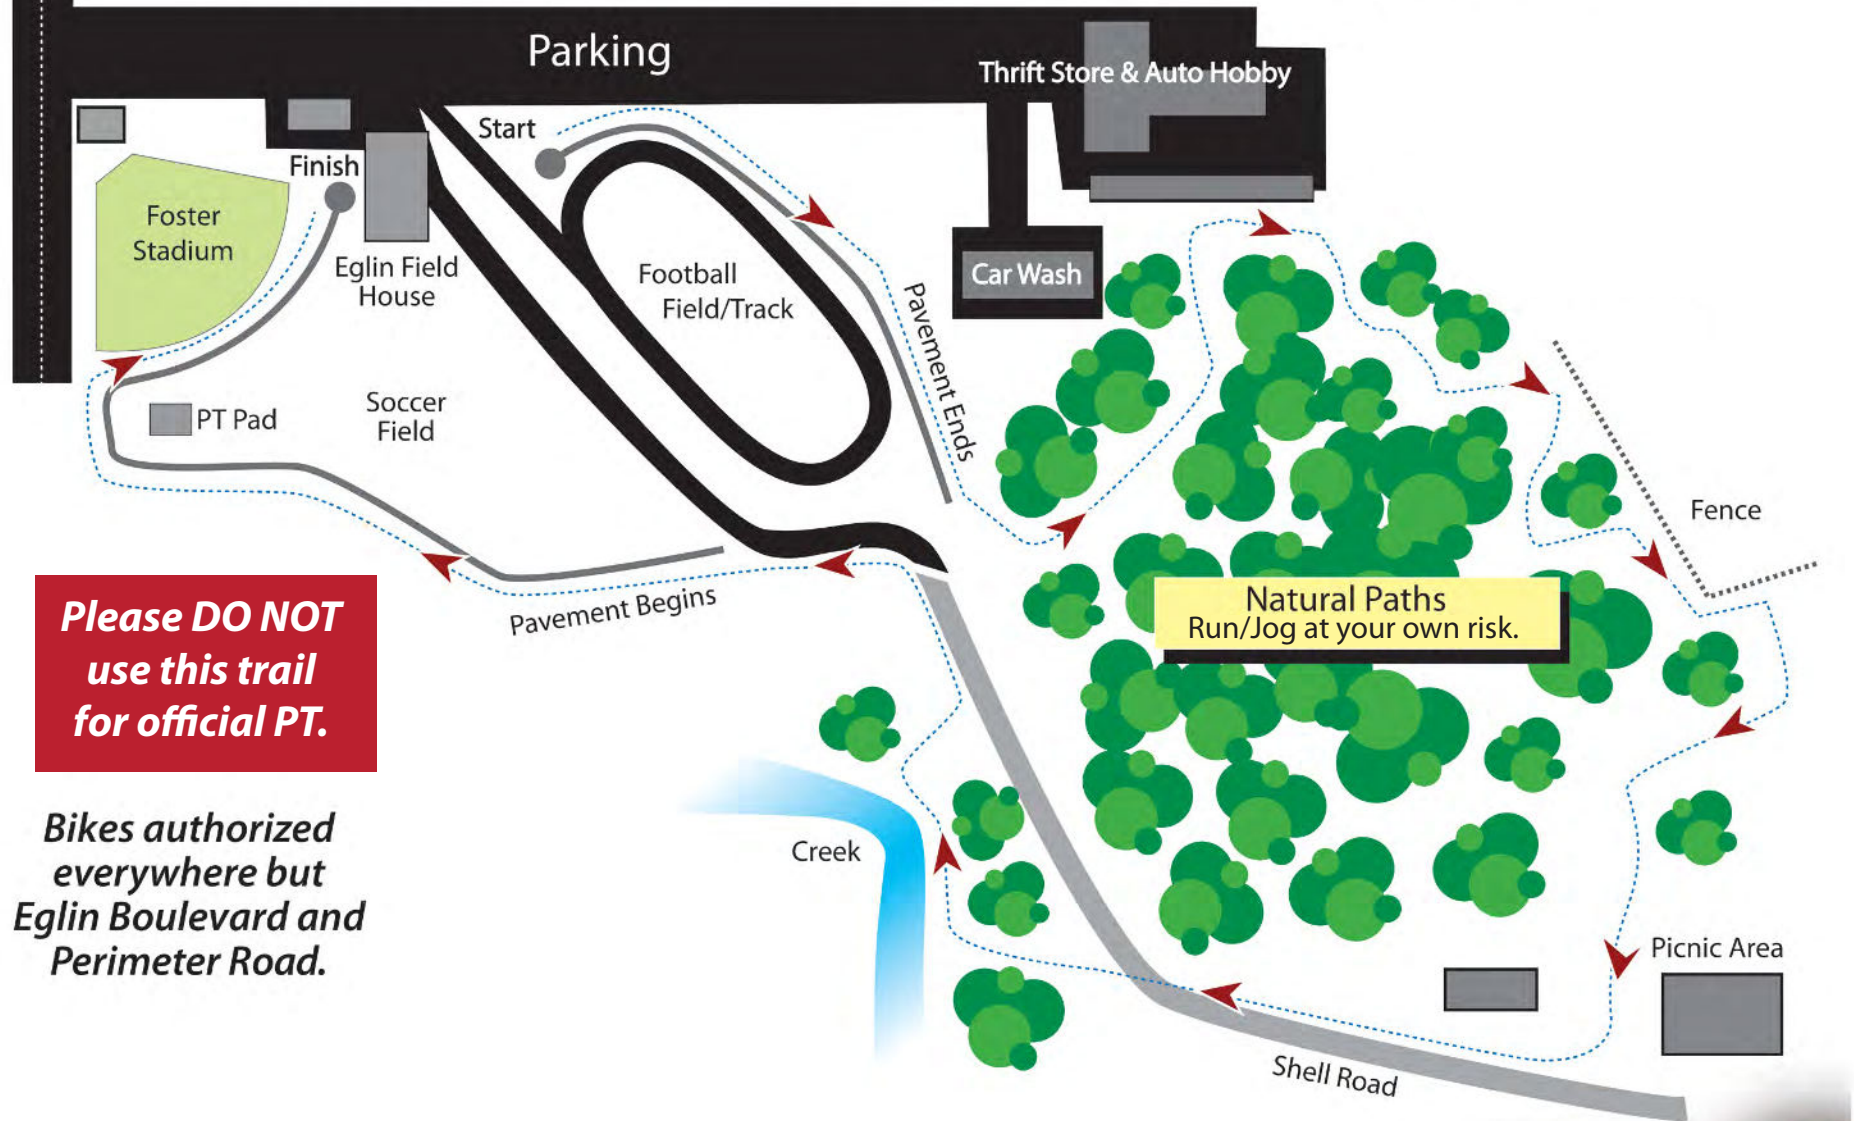 Parking
Thrift Store & Auto Hobby
Start
Finish
Foster
Stadium
Eglin Field
House
Football
Field/Track
Car Wash
Pavement Ends
PT Pad
Soccer
Field
Fence
Natural Paths
Run/Jog at your own risk.
Pavement Begins
Please DO NOT
use this trail
for official PT.
Bikes authorized
everywhere but
Eglin Boulevard and
Perimeter Road.
Creek
Picnic Area
Shell Road